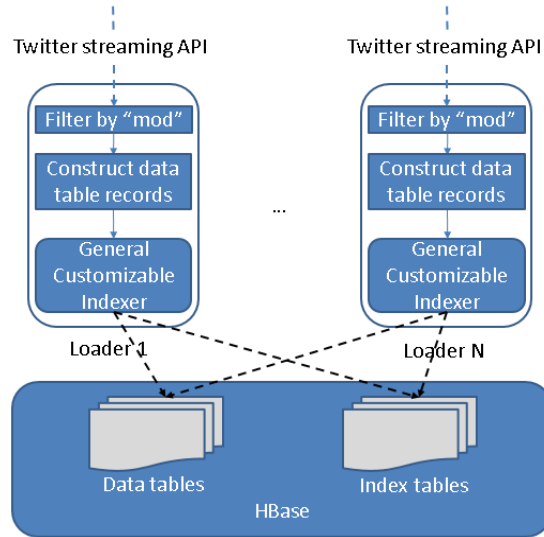 Twitter streaming API
Twitter streaming API
Filter by “mod”
Filter by “mod”
Construct data
table records
Construct data
table records
...
General
Customizable
Indexer
General
Customizable
Indexer
Loader 1
Loader N
Data tables
Index tables
HBase